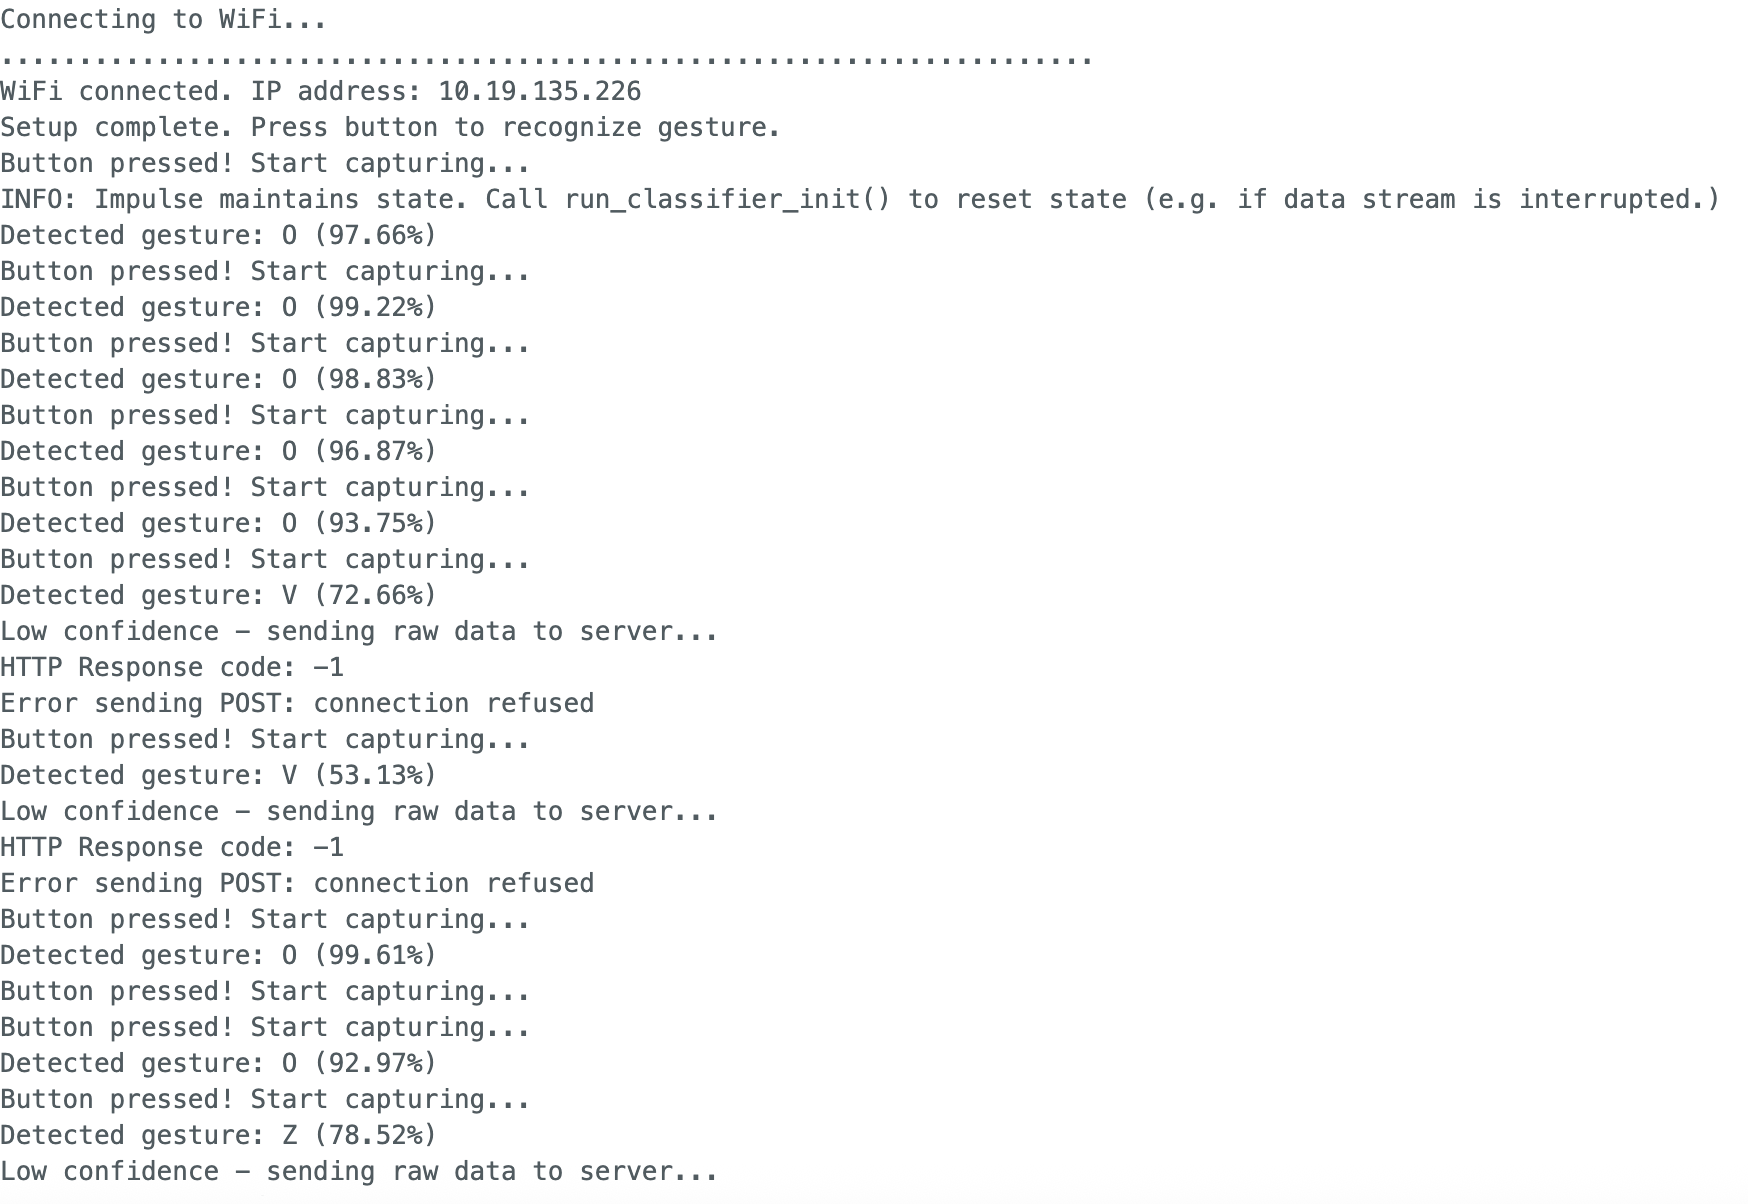 Connecting to WiFi...
......................................................................
WiFi connected. IP address: 10.19.135.226
Setup complete. Press button to recognize gesture.
Button pressed! Start capturing...
INFO: Impulse maintains state. Call run_classifier_init() to reset state (e.g. if data stream is interrupted.)
Detected gesture: O (97.66%)
Button pressed! Start capturing...
Detected gesture: O (99.22%)
Button pressed! Start capturing...
Detected gesture: O (98.83%)
Button pressed! Start capturing...
Detected gesture: O (96.87%)
Button pressed! Start capturing...
Detected gesture: O (93.75%)
Button pressed! Start capturing...
Detected gesture: V (72.66%)
Low confidence – sending raw data to server...
HTTP Response code: -1
Error sending POST: connection refused
Button pressed! Start capturing...
Detected gesture: V (53.13%)
Low confidence – sending raw data to server...
HTTP Response code: -1
Error sending POST: connection refused
Button pressed! Start capturing...
Detected gesture: O (99.61%)
Button pressed! Start capturing...
Button pressed! Start capturing...
Detected gesture: O (92.97%)
Button pressed! Start capturing...
Detected gesture: Z (78.52%)
Low confidence – sending raw data to server...